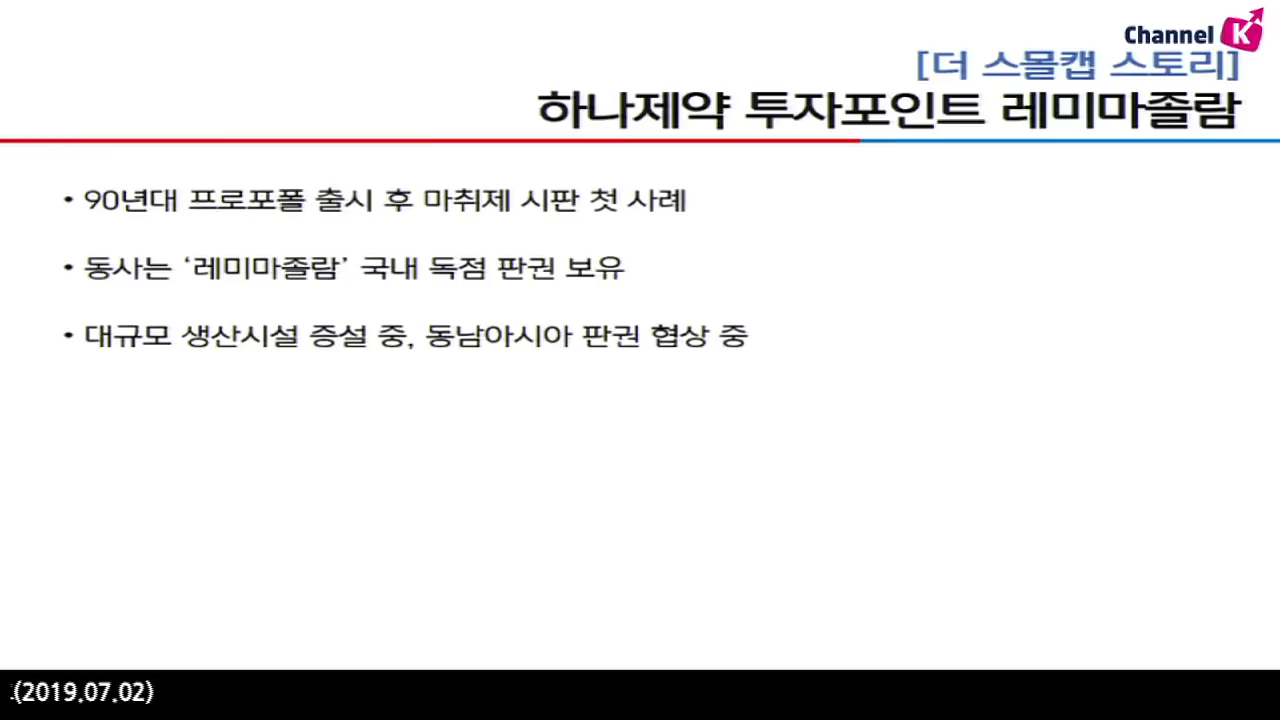 Channel K
[더 스몰캡 스토리]
하나제약 투자포인트 레미마졸람
• 90년대 프로포폴 출시 후 마취제 시판 첫 사례
• 동사는 ‘레미마졸람’ 국내 독점 판권 보유
• 대규모 생산시설 증설 중, 동남아시아 판권 협상 중
.(2019.07.02)